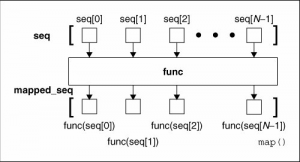 seq[0] seq[1] seq[2] seq[N–1]
seq
func
mapped_seq
func(seq[0]) func(seq[2]) func(seq[N–1])
func(seq[1]) map()